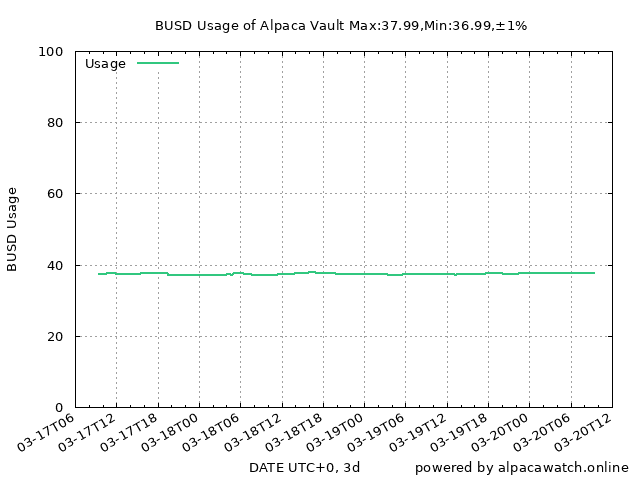 BUSD Usage of Alpaca Vault Max:37.99,Min:36.99,±1%
100
Usage
80
60
BUSD Usage
40
20
0
03-17T06
03-17T12
03-17T18
03-18T00
03-18T06
03-18T12
03-18T18
03-19T00
03-19T06
03-19T12
03-19T18
03-20T00
03-20T06
03-20T12
DATE UTC+0, 3d
powered by alpacawatch.online